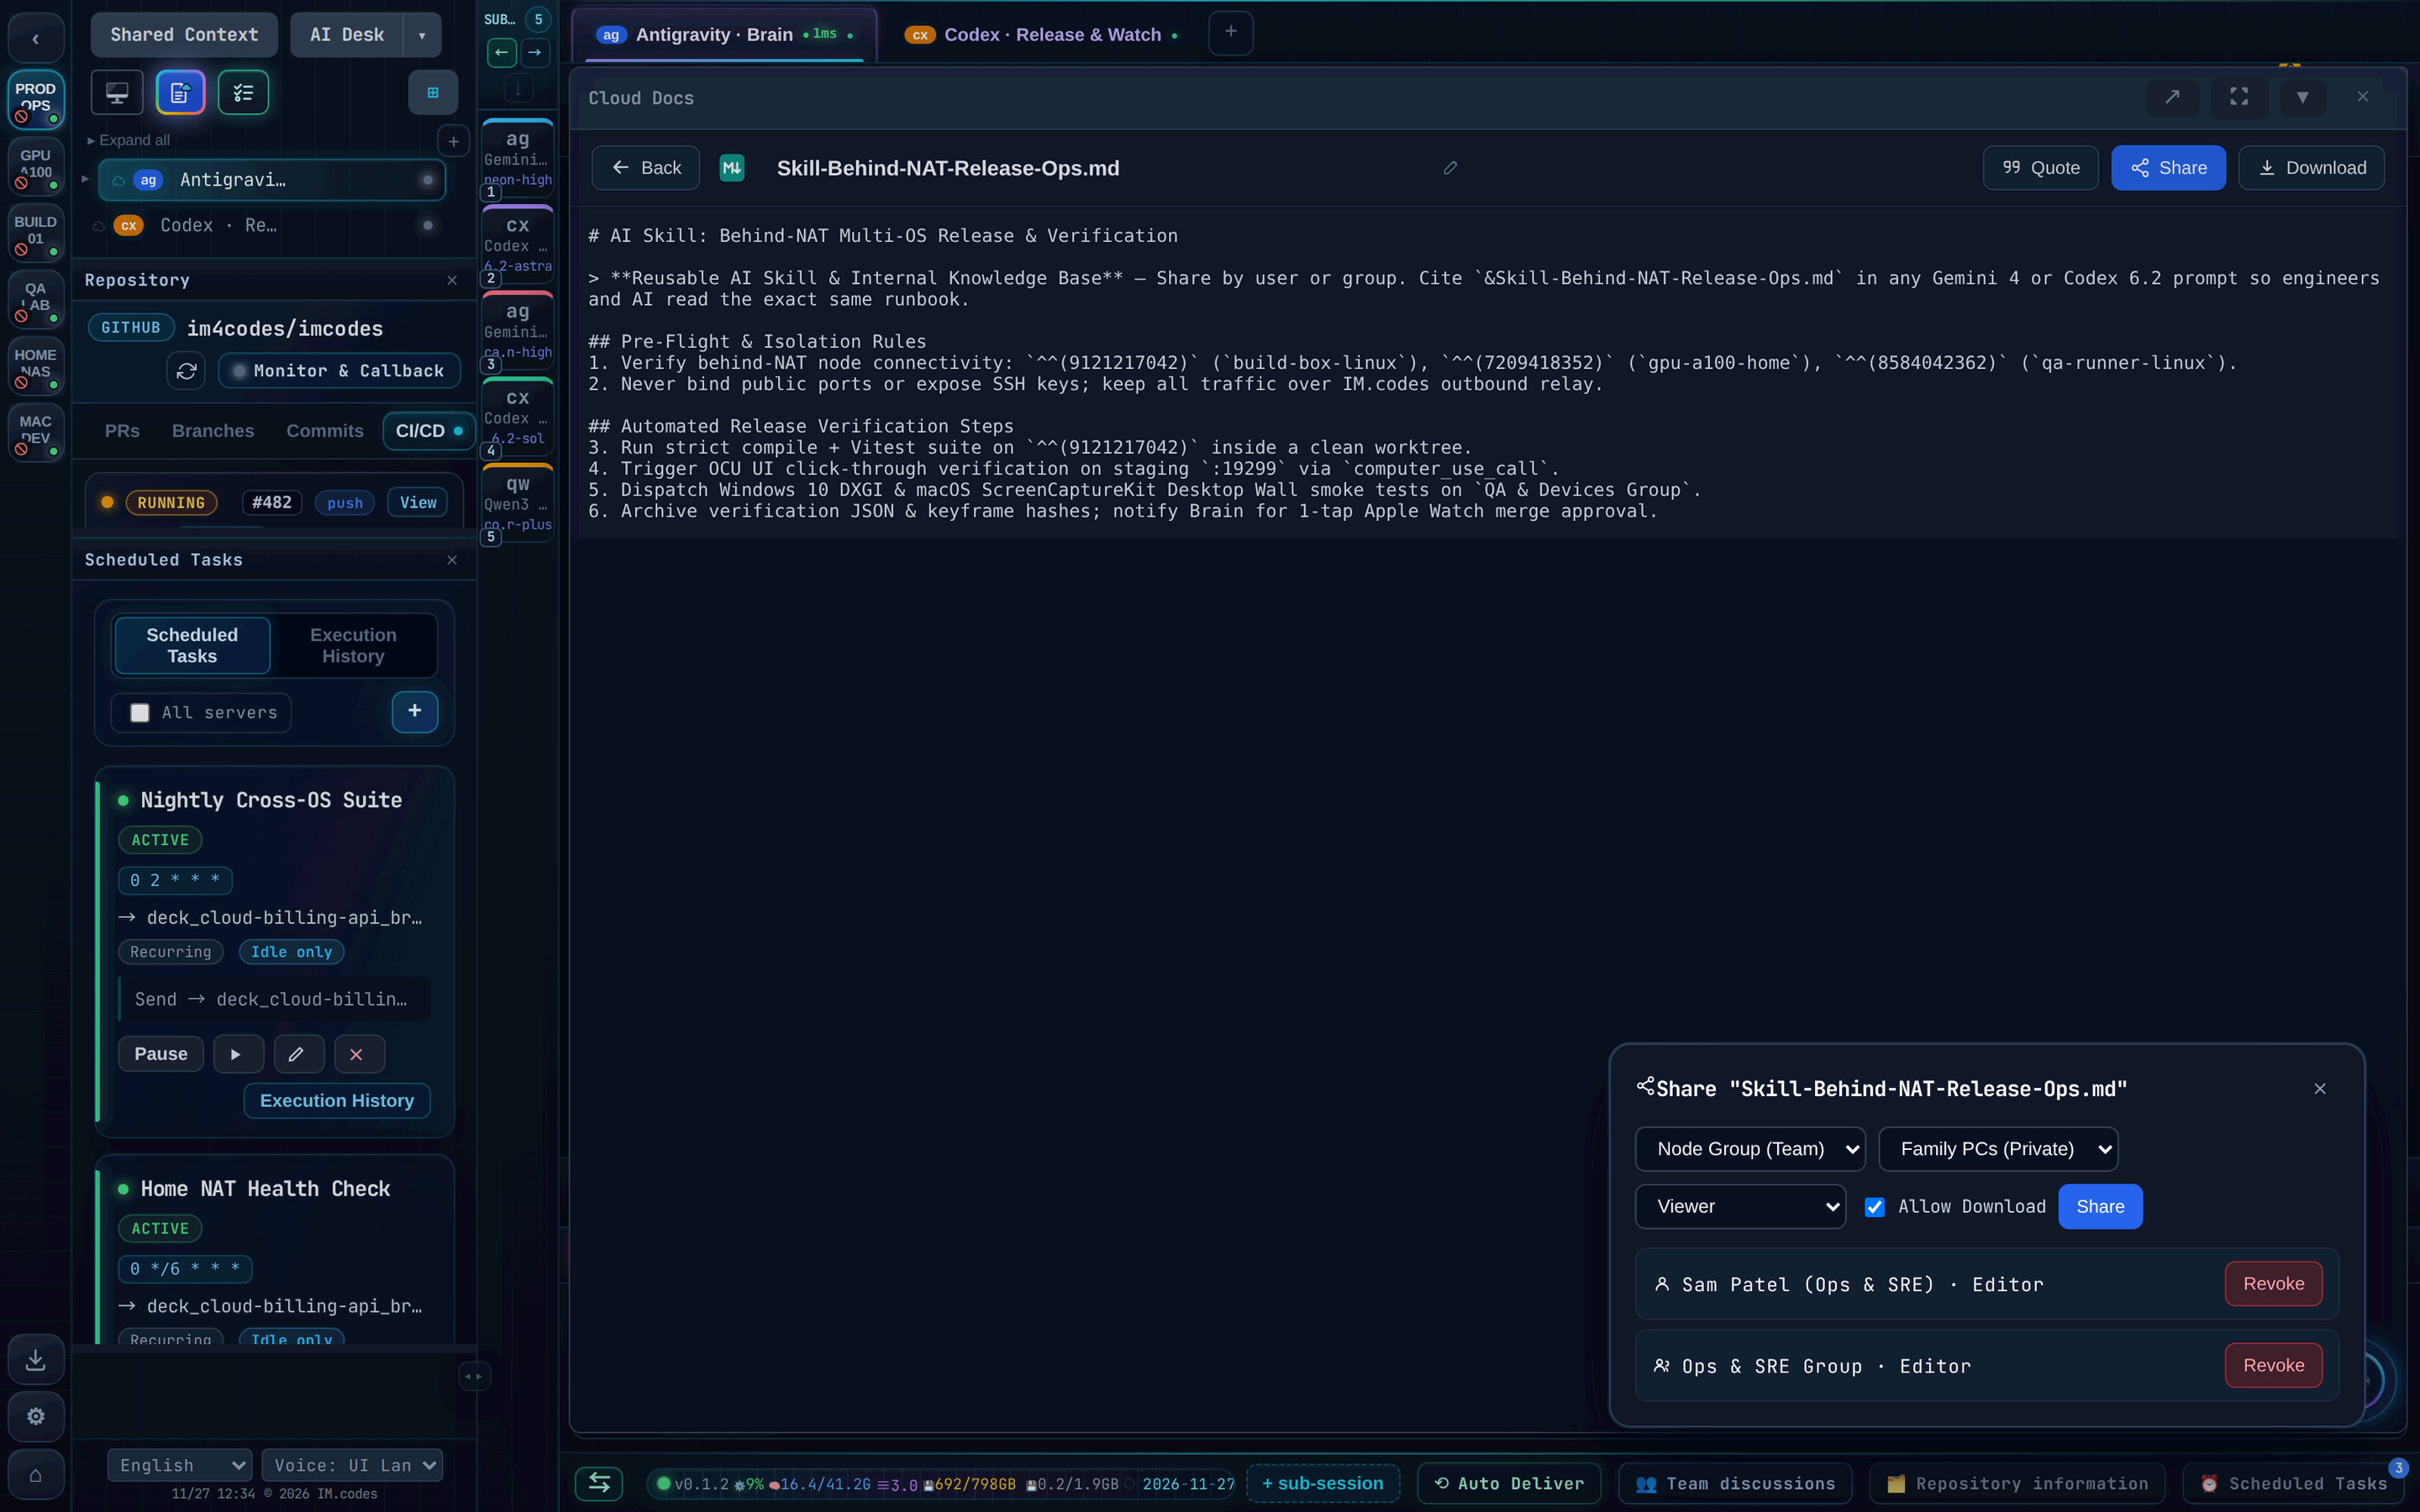 ‹
PROD
OPS
GPU
A100
BUILD
01
QA
LAB
HOME
NAS
MAC
DEV
Shared Context
AI Desk ▾
▸ Expand all
+
▸ ag Antigravi…
cx Codex · Re…
Repository ×
GITHUB im4codes/imcodes
Monitor & Callback
PRs Branches Commits CI/CD
RUNNING #482 push View
Scheduled Tasks ×
Scheduled
Tasks
Execution
History
All servers
+
Nightly Cross-OS Suite
ACTIVE
0 2 * * *
→ deck_cloud-billing-api_br…
Recurring Idle only
Send → deck_cloud-billin…
Pause
Execution History
Home NAT Health Check
ACTIVE
0 */6 * * *
→ deck_cloud-billing-api_br…
Recurring Idle only
English Voice: UI Lan
11/27 12:34 © 2026 IM.codes
SUB… 5
← →
↓
ag
Gemini…
neon-high
1
cx
Codex …
6.2-astra
2
ag
Gemini…
ca.n-high
3
cx
Codex …
6.2-sol
4
qw
Qwen3 …
co.r-plus
5
ag Antigravity · Brain 1ms
cx Codex · Release & Watch
+
Cloud Docs
← Back M↓ Skill-Behind-NAT-Release-Ops.md Quote Share Download
# AI Skill: Behind-NAT Multi-OS Release & Verification
> **Reusable AI Skill & Internal Knowledge Base** — Share by user or group. Cite `&Skill-Behind-NAT-Release-Ops.md` in any Gemini 4 or Codex 6.2 prompt so engineers
and AI read the exact same runbook.
## Pre-Flight & Isolation Rules
1. Verify behind-NAT node connectivity: `^^(9121217042)` (`build-box-linux`), `^^(7209418352)` (`gpu-a100-home`), `^^(8584042362)` (`qa-runner-linux`).
2. Never bind public ports or expose SSH keys; keep all traffic over IM.codes outbound relay.
## Automated Release Verification Steps
3. Run strict compile + Vitest suite on `^^(9121217042)` inside a clean worktree.
4. Trigger OCU UI click-through verification on staging `:19299` via `computer_use_call`.
5. Dispatch Windows 10 DXGI & macOS ScreenCaptureKit Desktop Wall smoke tests on `QA & Devices Group`.
6. Archive verification JSON & keyframe hashes; notify Brain for 1-tap Apple Watch merge approval.
Share "Skill-Behind-NAT-Release-Ops.md" ×
Node Group (Team) Family PCs (Private)
Viewer Allow Download Share
Sam Patel (Ops & SRE) · Editor Revoke
Ops & SRE Group · Editor Revoke
v0.1.2 9% 16.4/41.2G 3.0 692/798GB 0.2/1.9GB 2026-11-27
+ sub-session
Auto Deliver
Team discussions
Repository information
Scheduled Tasks 3